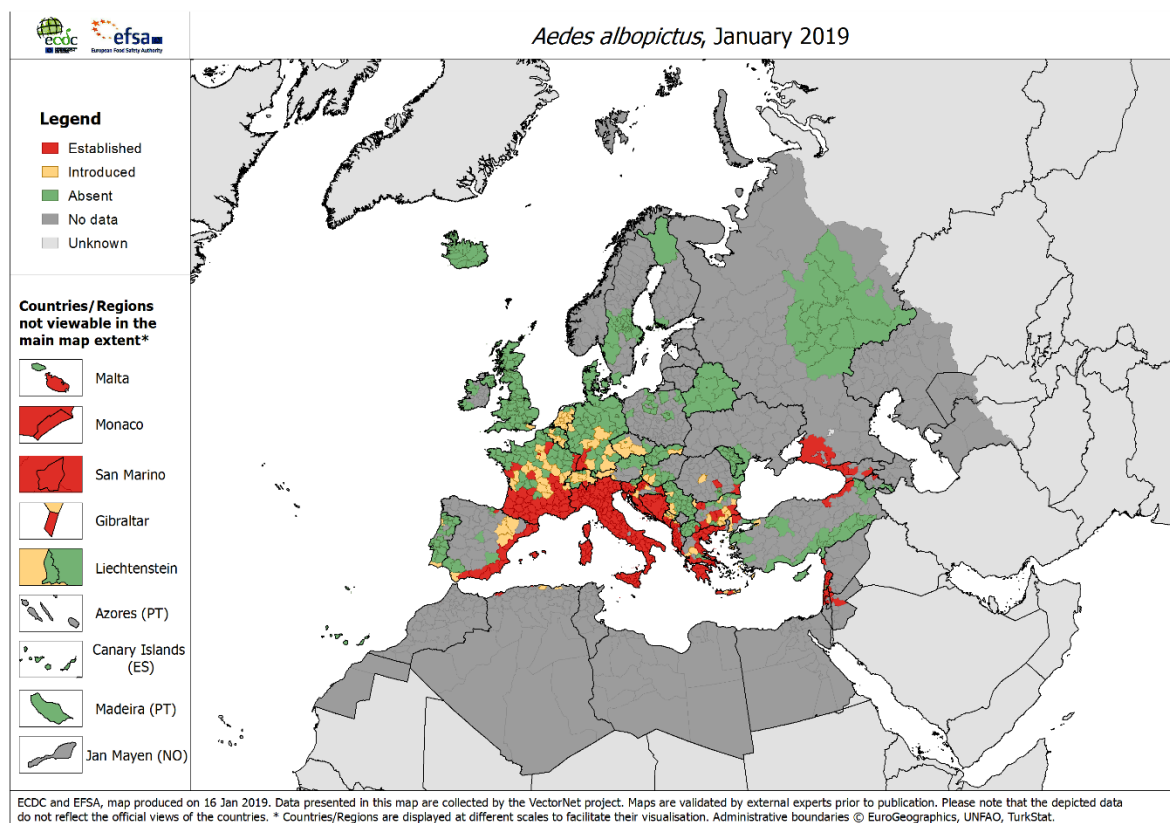 ecdc
efsa
European Food Safety Authority
Aedes albopictus, January 2019
Legend
Established
Introduced
Absent
No data
Unknown
Countries/Regions
not viewable in the
main map extent*
Malta
Monaco
San Marino
Gibraltar
Liechtenstein
Azores (PT)
Canary Islands
(ES)
Madeira (PT)
Jan Mayen (NO)
ECDC and EFSA, map produced on 16 Jan 2019. Data presented in this map are collected by the VectorNet project. Maps are validated by external experts prior to publication. Please note that the depicted data
do not reflect the official views of the countries. * Countries/Regions are displayed at different scales to facilitate their visualisation. Administrative boundaries © EuroGeographics, UNFAO, TurkStat.